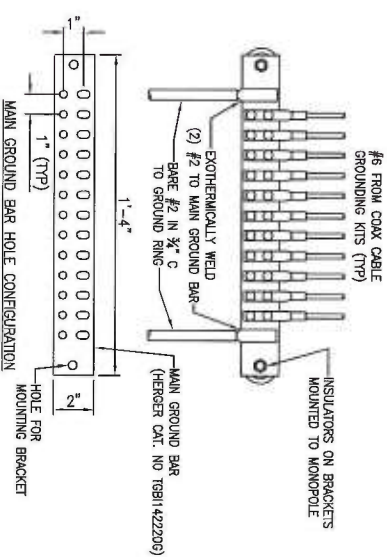 #6 FROM COAX CABLE
GROUNDING KITS (TYP)
INSULATORS ON BRACKETS
MOUNTED TO MONOPOLE
EXOTHERMICALLY WELD
(2) #2 TO MAIN GROUND BAR
BARE #2 IN ¾" C
TO GROUND RING
MAIN GROUND BAR
(HERGER CAT. NO TGBI14222OG)
1'-4"
1"
1" (TYP)
2"
HOLE FOR
MOUNTING BRACKET
MAIN GROUND BAR HOLE CONFIGURATION